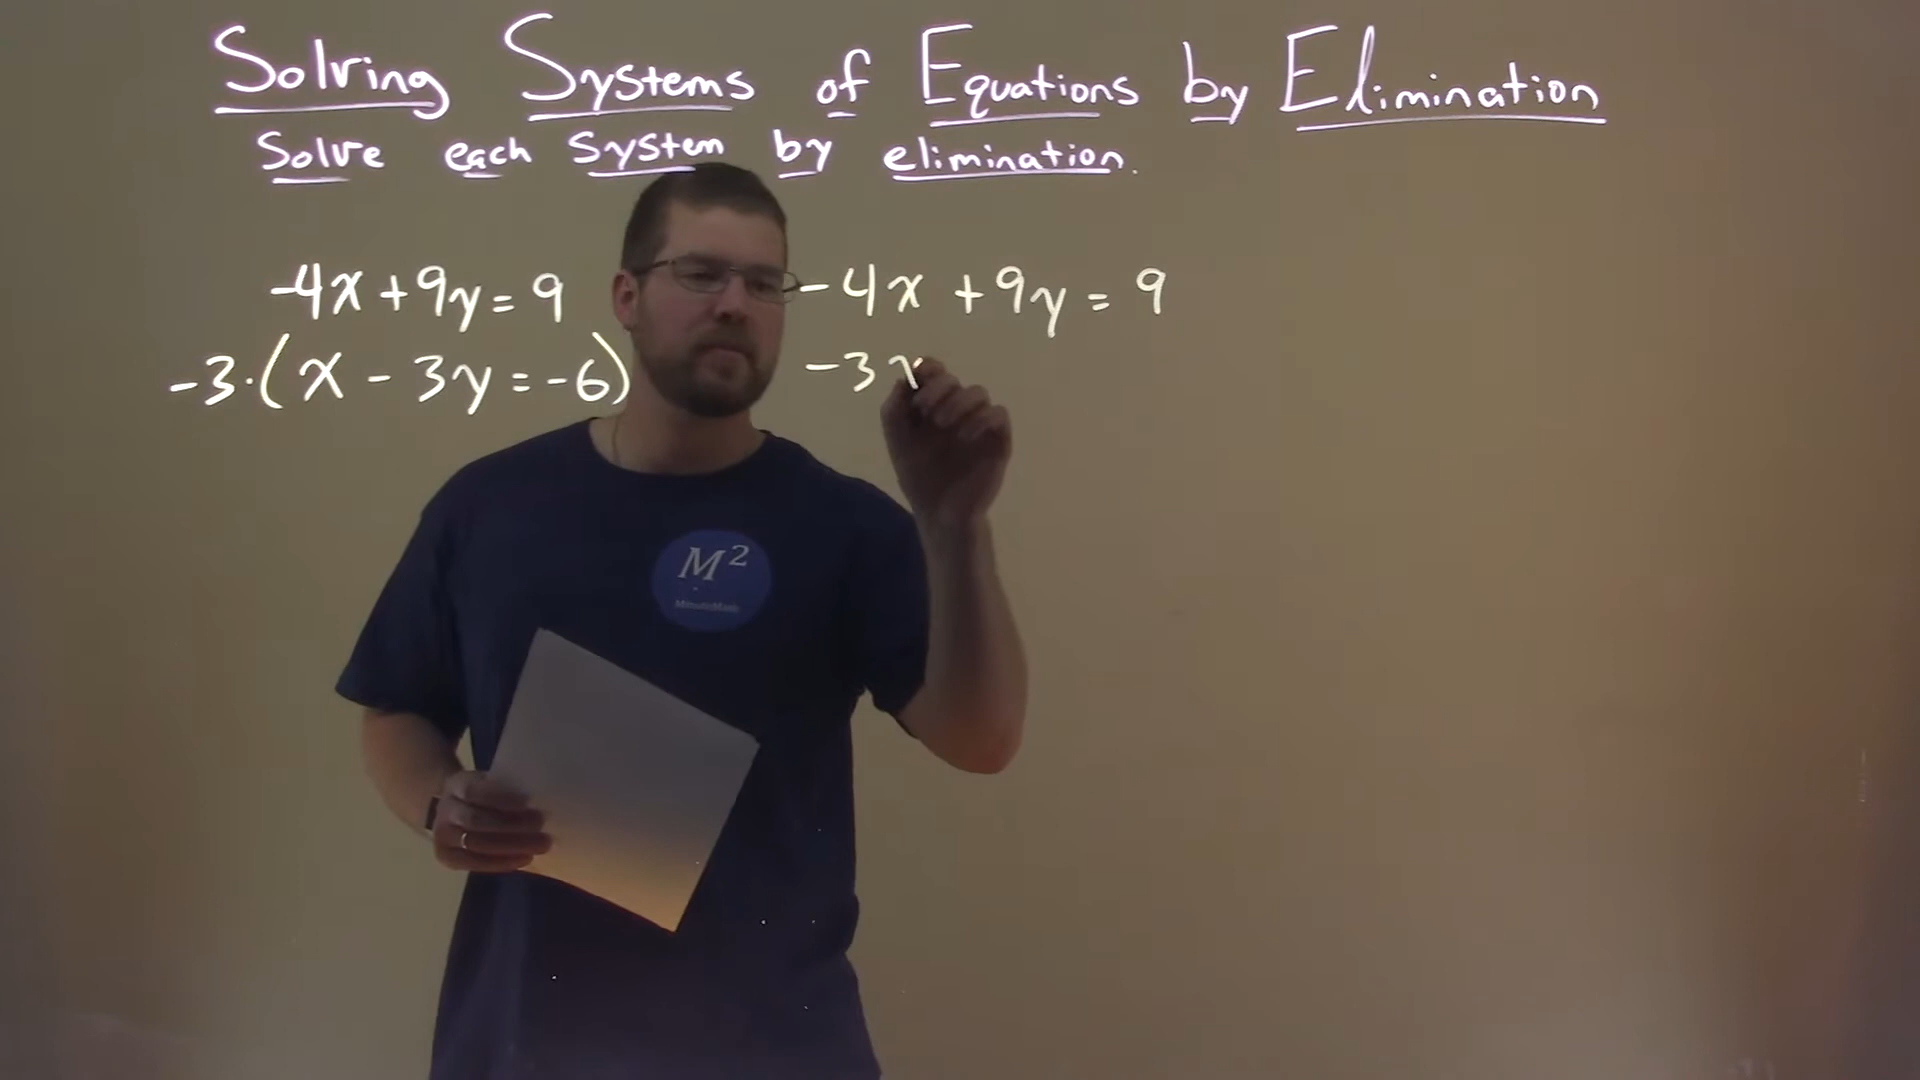 Solving Systems of Equations by Elimination
Solve each system by elimination.
-4x+9y=9
-3·(x-3y=-6)
-4x+9y=9
-3x
M²
MinuteMath